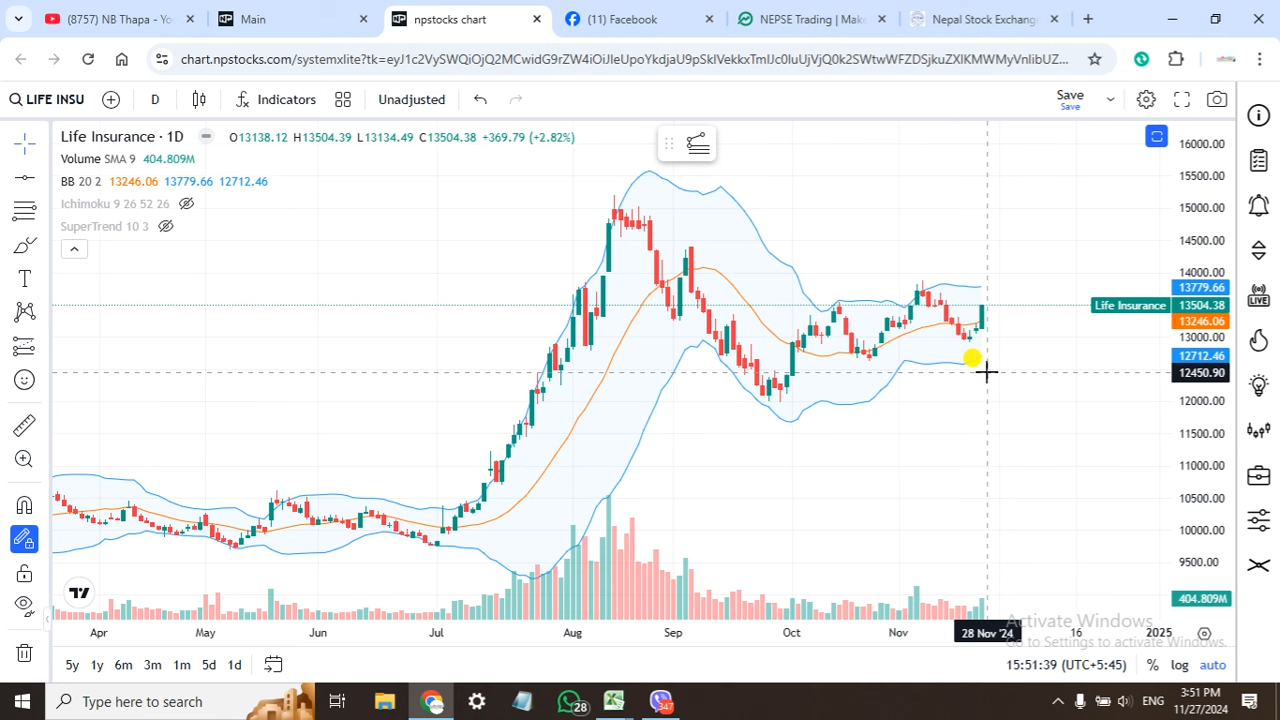 (8757) NB Thapa - Yo
Main
npstocks chart
(11) Facebook
NEPSE Trading | Mak
Nepal Stock Exchang
chart.npstocks.com/systemxlite?tk=eyJ1c2VySWQiOjQ2MCwidG9rZW4iOiJleUpoYkdjaU9pSklVekkxTmlJc0luUjVjQ0k2SWtwWFZDSjkuZXlKMWMyVnlibUZ...
LIFE INSU
D
Indicators
Unadjusted
Save
Save
Life Insurance · 1D
O13138.12 H13504.39 L13134.49 C13504.38 +369.79 (+2.82%)
Volume SMA 9 404.809M
BB 20 2 13246.06 13779.66 12712.46
Ichimoku 9 26 52 26
SuperTrend 10 3
16000.00
15500.00
15000.00
14500.00
14000.00
13779.66
Life Insurance 13504.38
13246.06
13000.00
12712.46
12450.90
12000.00
11500.00
11000.00
10500.00
10000.00
9500.00
404.809M
LIVE
Apr May Jun Jul Aug Sep Oct Nov 28 Nov '24 16 2025
Activate Windows
Go to Settings to activate Windows.
5y 1y 6m 3m 1m 5d 1d
15:51:39 (UTC+5:45) % log auto
Type here to search
28
347
ENG
3:51 PM
11/27/2024